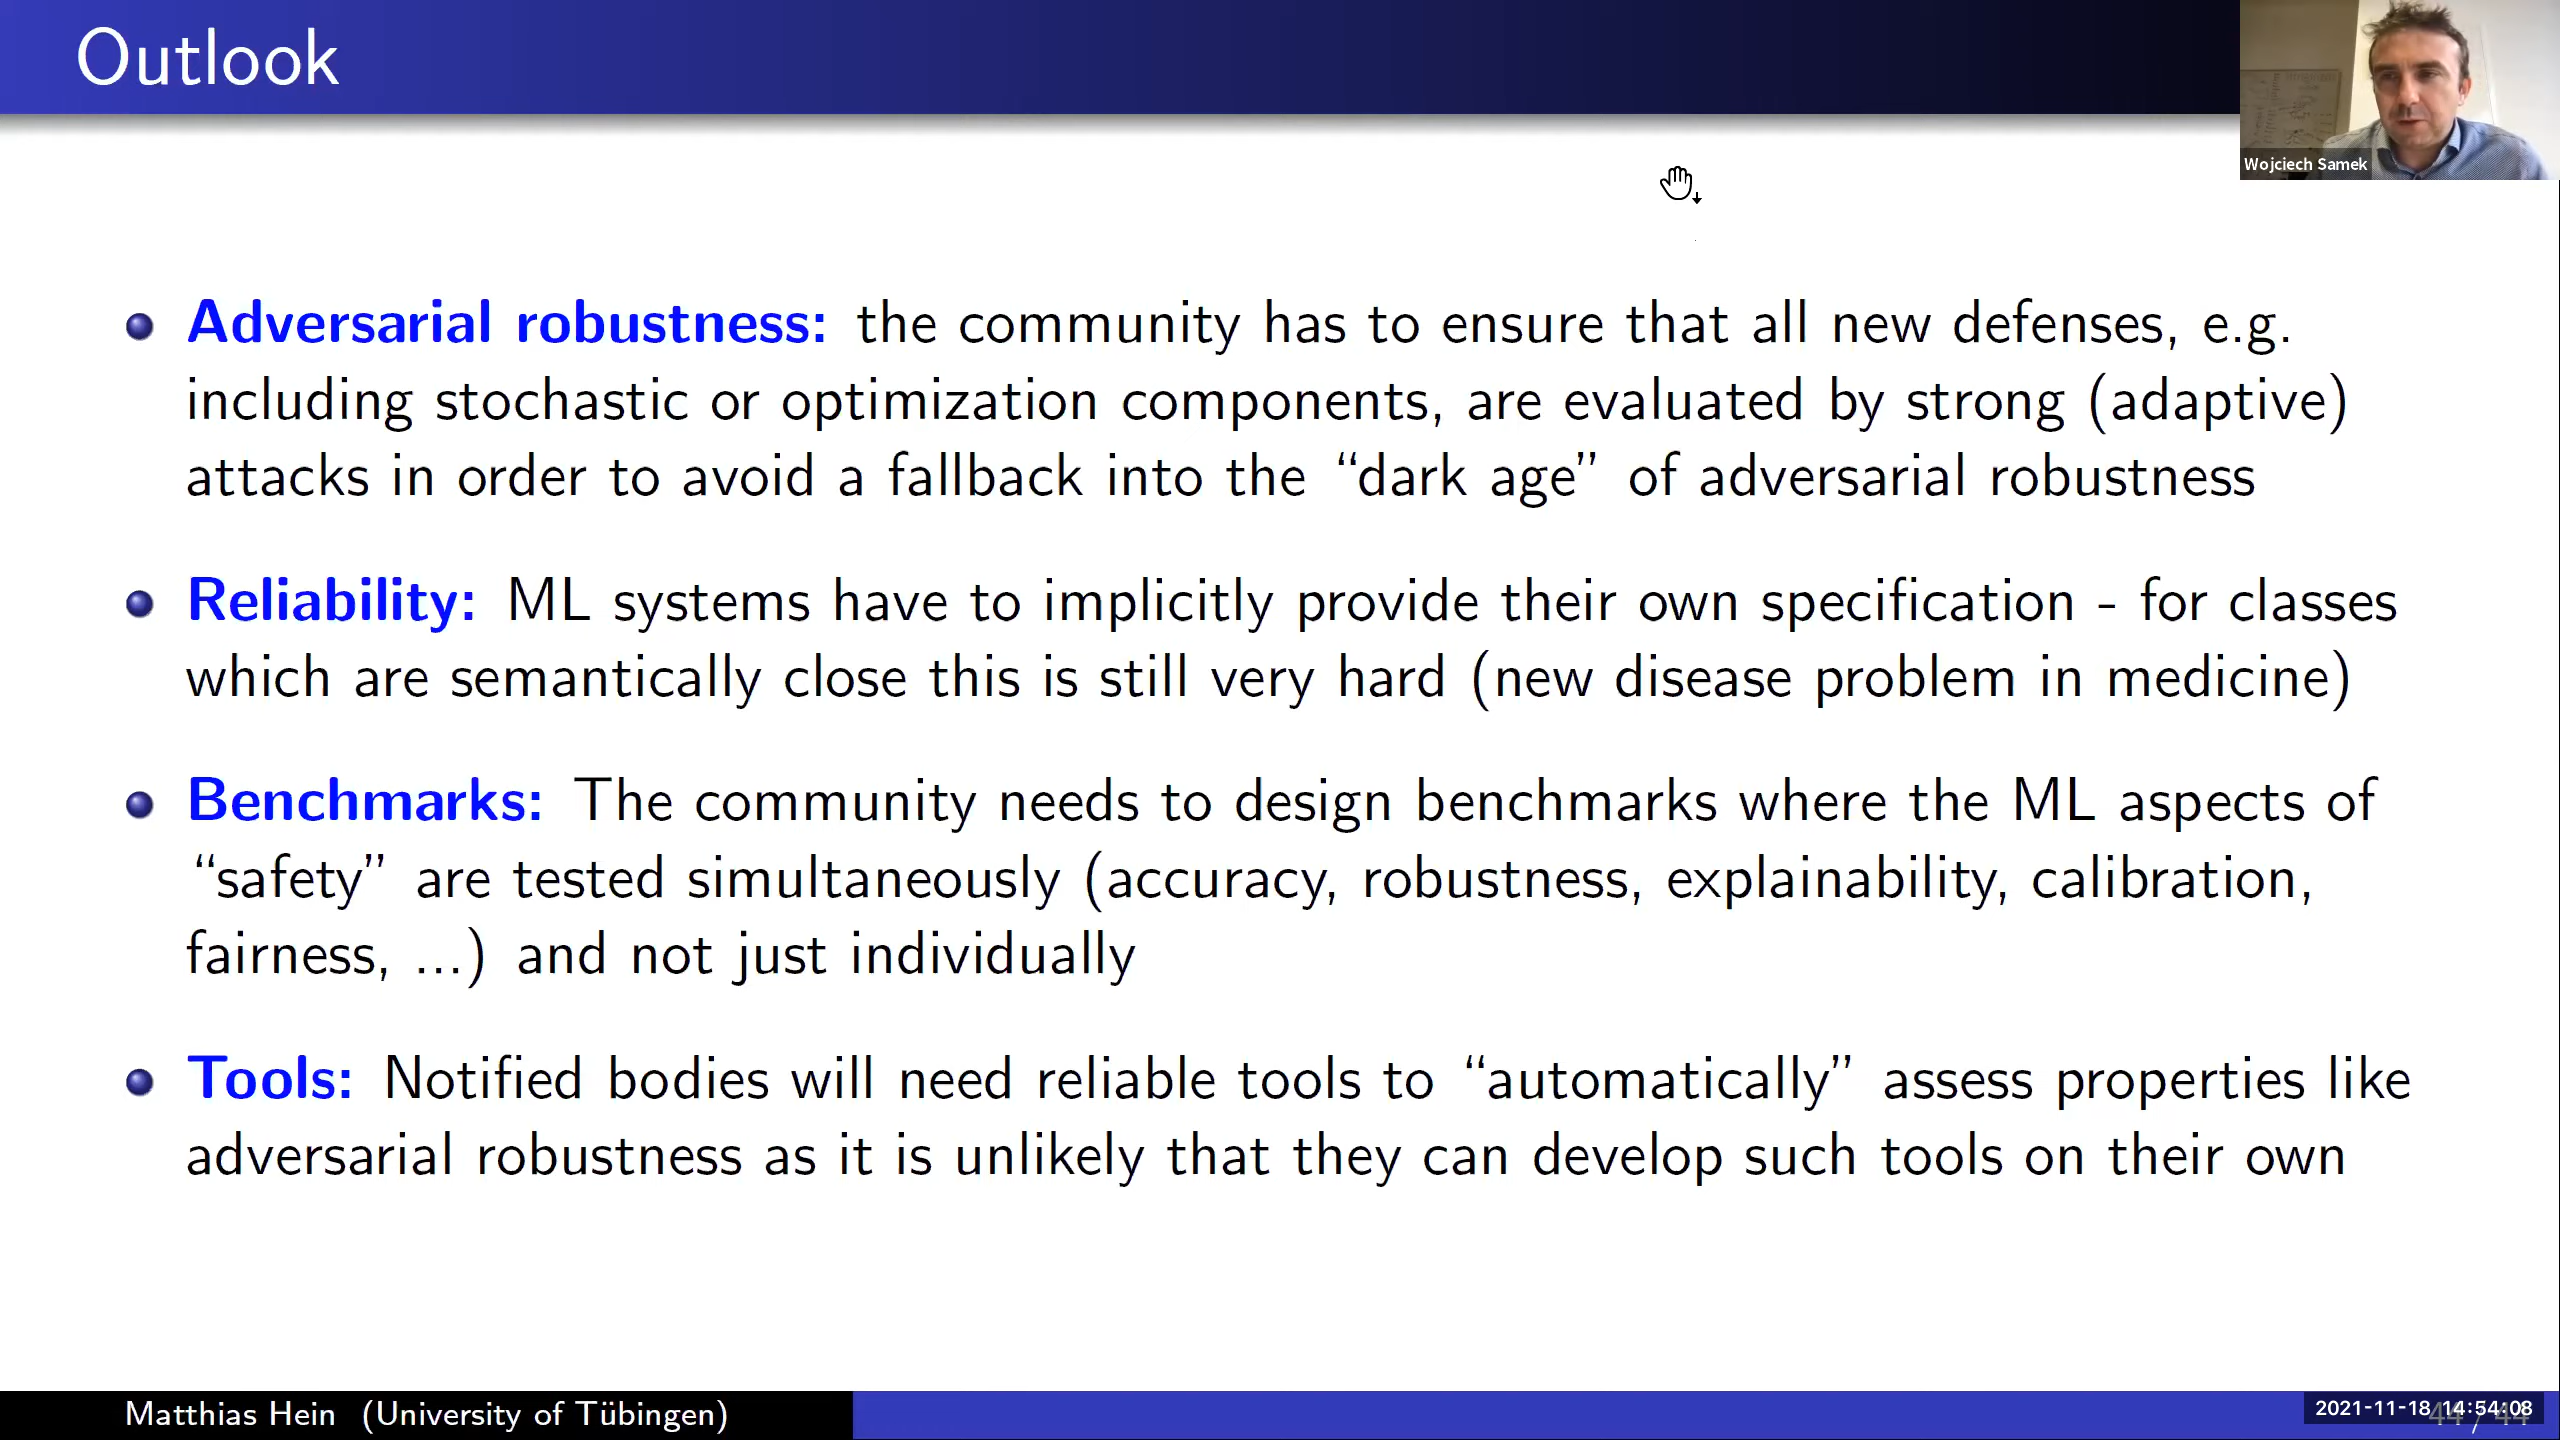 Outlook
Wojciech Samek
Adversarial robustness: the community has to ensure that all new defenses, e.g.
including stochastic or optimization components, are evaluated by strong (adaptive)
attacks in order to avoid a fallback into the “dark age” of adversarial robustness
Reliability: ML systems have to implicitly provide their own specification - for classes
which are semantically close this is still very hard (new disease problem in medicine)
Benchmarks: The community needs to design benchmarks where the ML aspects of
“safety” are tested simultaneously (accuracy, robustness, explainability, calibration,
fairness, ...) and not just individually
Tools: Notified bodies will need reliable tools to “automatically” assess properties like
adversarial robustness as it is unlikely that they can develop such tools on their own
Matthias Hein (University of Tübingen)
2021-11-18 14:54:08
44 / 44